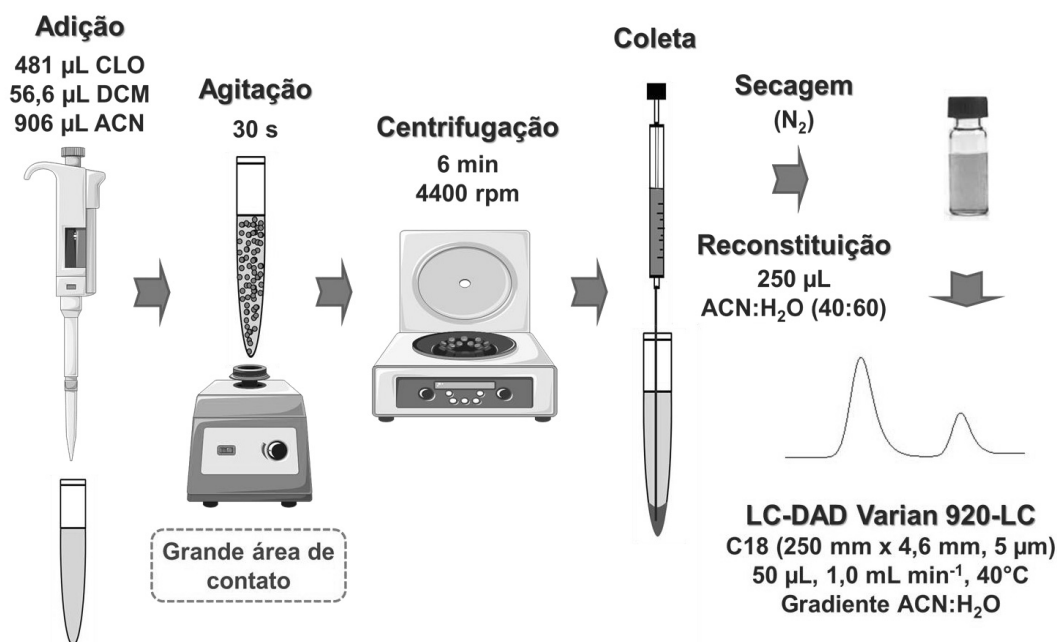 Adição
481 µL CLO
56,6 µL DCM
906 µL ACN
Agitação
30 s
Grande área de
contato
Centrifugação
6 min
4400 rpm
Coleta
Secagem
(N₂)
Reconstituição
250 µL
ACN:H₂O (40:60)
LC-DAD Varian 920-LC
C18 (250 mm x 4,6 mm, 5 µm)
50 µL, 1,0 mL min⁻¹, 40°C
Gradiente ACN:H₂O